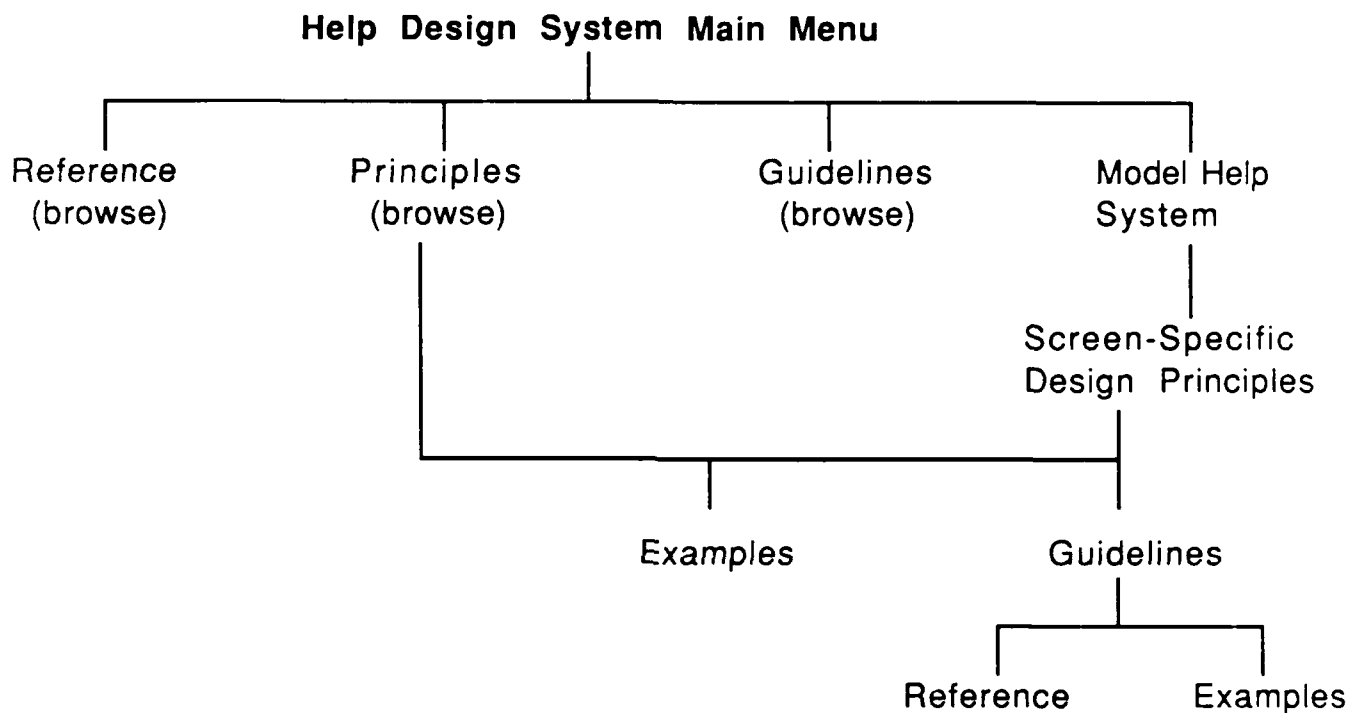 Help Design System Main Menu
Reference
(browse)
Principles
(browse)
Guidelines
(browse)
Model Help
System
Screen-Specific
Design Principles
Examples
Guidelines
Reference
Examples